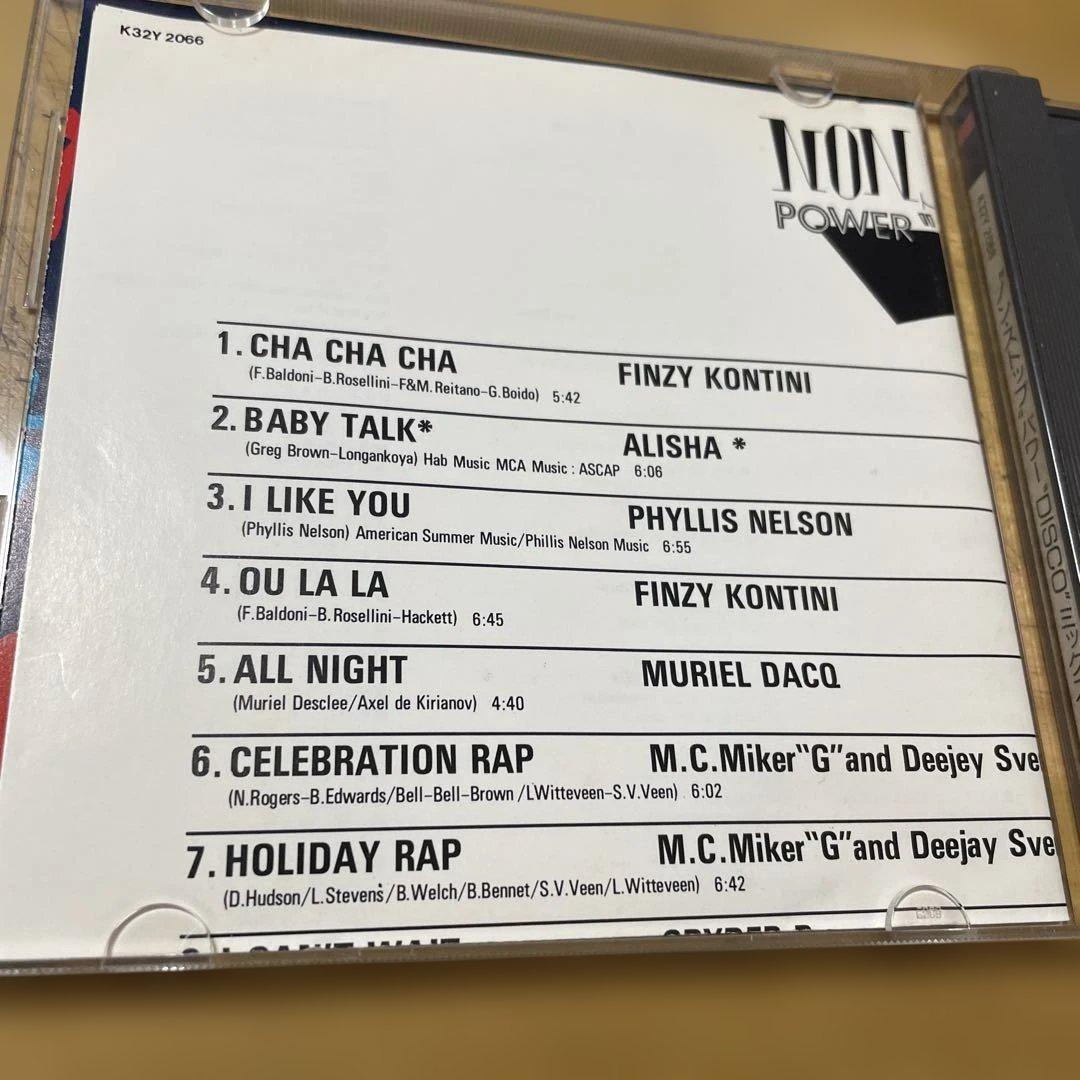 K32Y 2066
NON
POWER
1. CHA CHA CHA FINZY KONTINI
(F.Baldoni–B.Rosellini–F&M.Reitano–G.Boido) 5:42
2. BABY TALK* ALISHA *
(Greg Brown–Longankoya) Hab Music MCA Music : ASCAP 6:06
3. I LIKE YOU PHYLLIS NELSON
(Phyllis Nelson) American Summer Music/Phillis Nelson Music 6:55
4. OU LA LA FINZY KONTINI
(F.Baldoni–B.Rosellini–Hackett) 6:45
5. ALL NIGHT MURIEL DACQ
(Muriel Desclee/Axel de Kirianov) 4:40
6. CELEBRATION RAP M.C.Miker"G"and Deejey Sve
(N.Rogers–B.Edwards/Bell–Bell–Brown/L.Witteveen–S.V.Veen) 6:02
7. HOLIDAY RAP M.C.Miker"G"and Deejay Sve
(D.Hudson/L.Stevens/B.Welch/B.Bennet/S.V.Veen/L.Witteveen) 6:42
K32Y 2066
"DISCO"